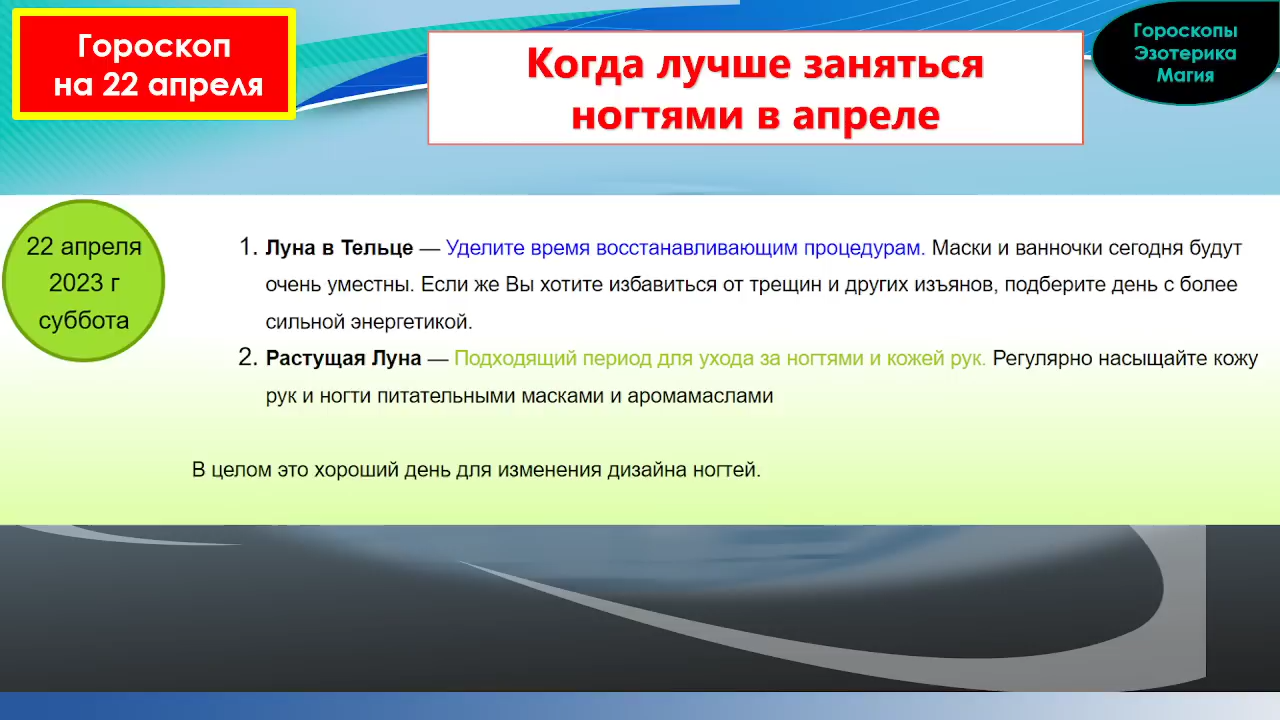 Гороскоп
на 22 апреля
Когда лучше заняться
ногтями в апреле
Гороскопы
Эзотерика
Магия
22 апреля
2023 г
суббота
1. Луна в Тельце — Уделите время восстанавливающим процедурам. Маски и ванночки сегодня будут
очень уместны. Если же Вы хотите избавиться от трещин и других изъянов, подберите день с более
сильной энергетикой.
2. Растущая Луна — Подходящий период для ухода за ногтями и кожей рук. Регулярно насыщайте кожу
рук и ногти питательными масками и аромамаслами
В целом это хороший день для изменения дизайна ногтей.